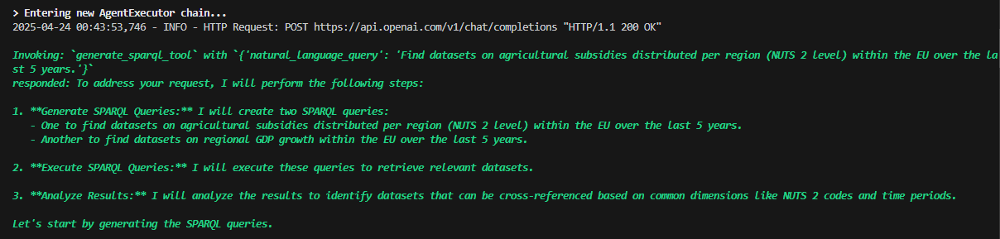 > Entering new AgentExecutor chain...
2025-04-24 00:43:53,746 - INFO - HTTP Request: POST https://api.openai.com/v1/chat/completions "HTTP/1.1 200 OK"
Invoking: `generate_sparql_tool` with `{'natural_language_query': 'Find datasets on agricultural subsidies distributed per region (NUTS 2 level) within the EU over the la
st 5 years.'}`
responded: To address your request, I will perform the following steps:
1. **Generate SPARQL Queries:** I will create two SPARQL queries:
- One to find datasets on agricultural subsidies distributed per region (NUTS 2 level) within the EU over the last 5 years.
- Another to find datasets on regional GDP growth within the EU over the last 5 years.
2. **Execute SPARQL Queries:** I will execute these queries to retrieve relevant datasets.
3. **Analyze Results:** I will analyze the results to identify datasets that can be cross-referenced based on common dimensions like NUTS 2 codes and time periods.
Let's start by generating the SPARQL queries.